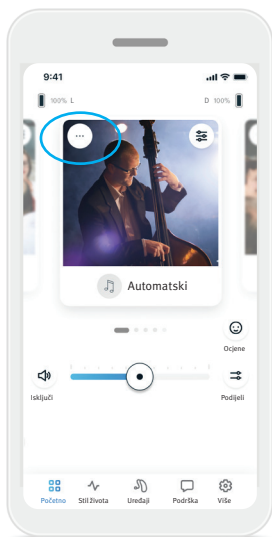 9:41
100% L
D 100%
...
Automatski
Ocjene
Isključi
Podijeli
Početno
Stil života
Uređaji
Podrška
Više